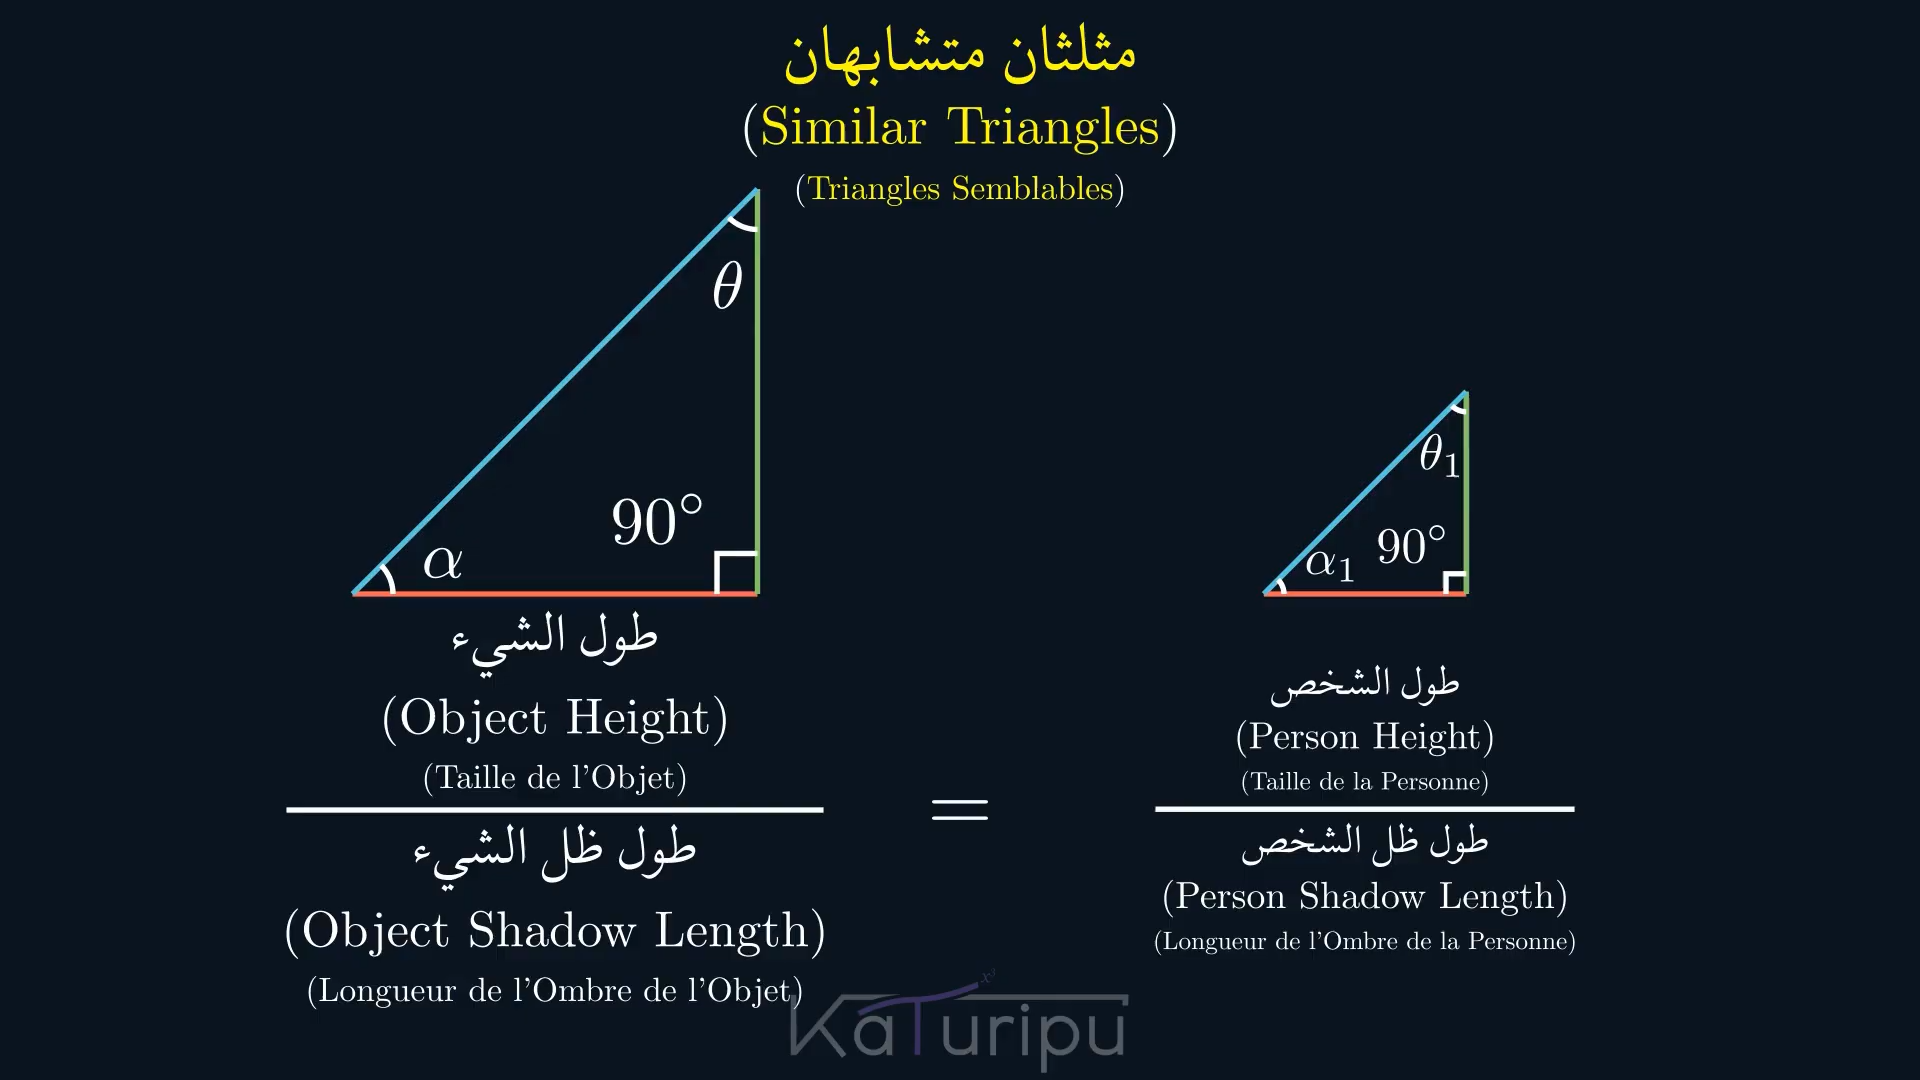 مثلثان متشابهان
(Similar Triangles)
(Triangles Semblables)
θ
90°
α
θ₁
90°
α₁
طول الشيء
(Object Height)
(Taille de l'Objet)
طول ظل الشيء
(Object Shadow Length)
(Longueur de l'Ombre de l'Objet)
=
طول الشخص
(Person Height)
(Taille de la Personne)
طول ظل الشخص
(Person Shadow Length)
(Longueur de l'Ombre de la Personne)
KaTuripu